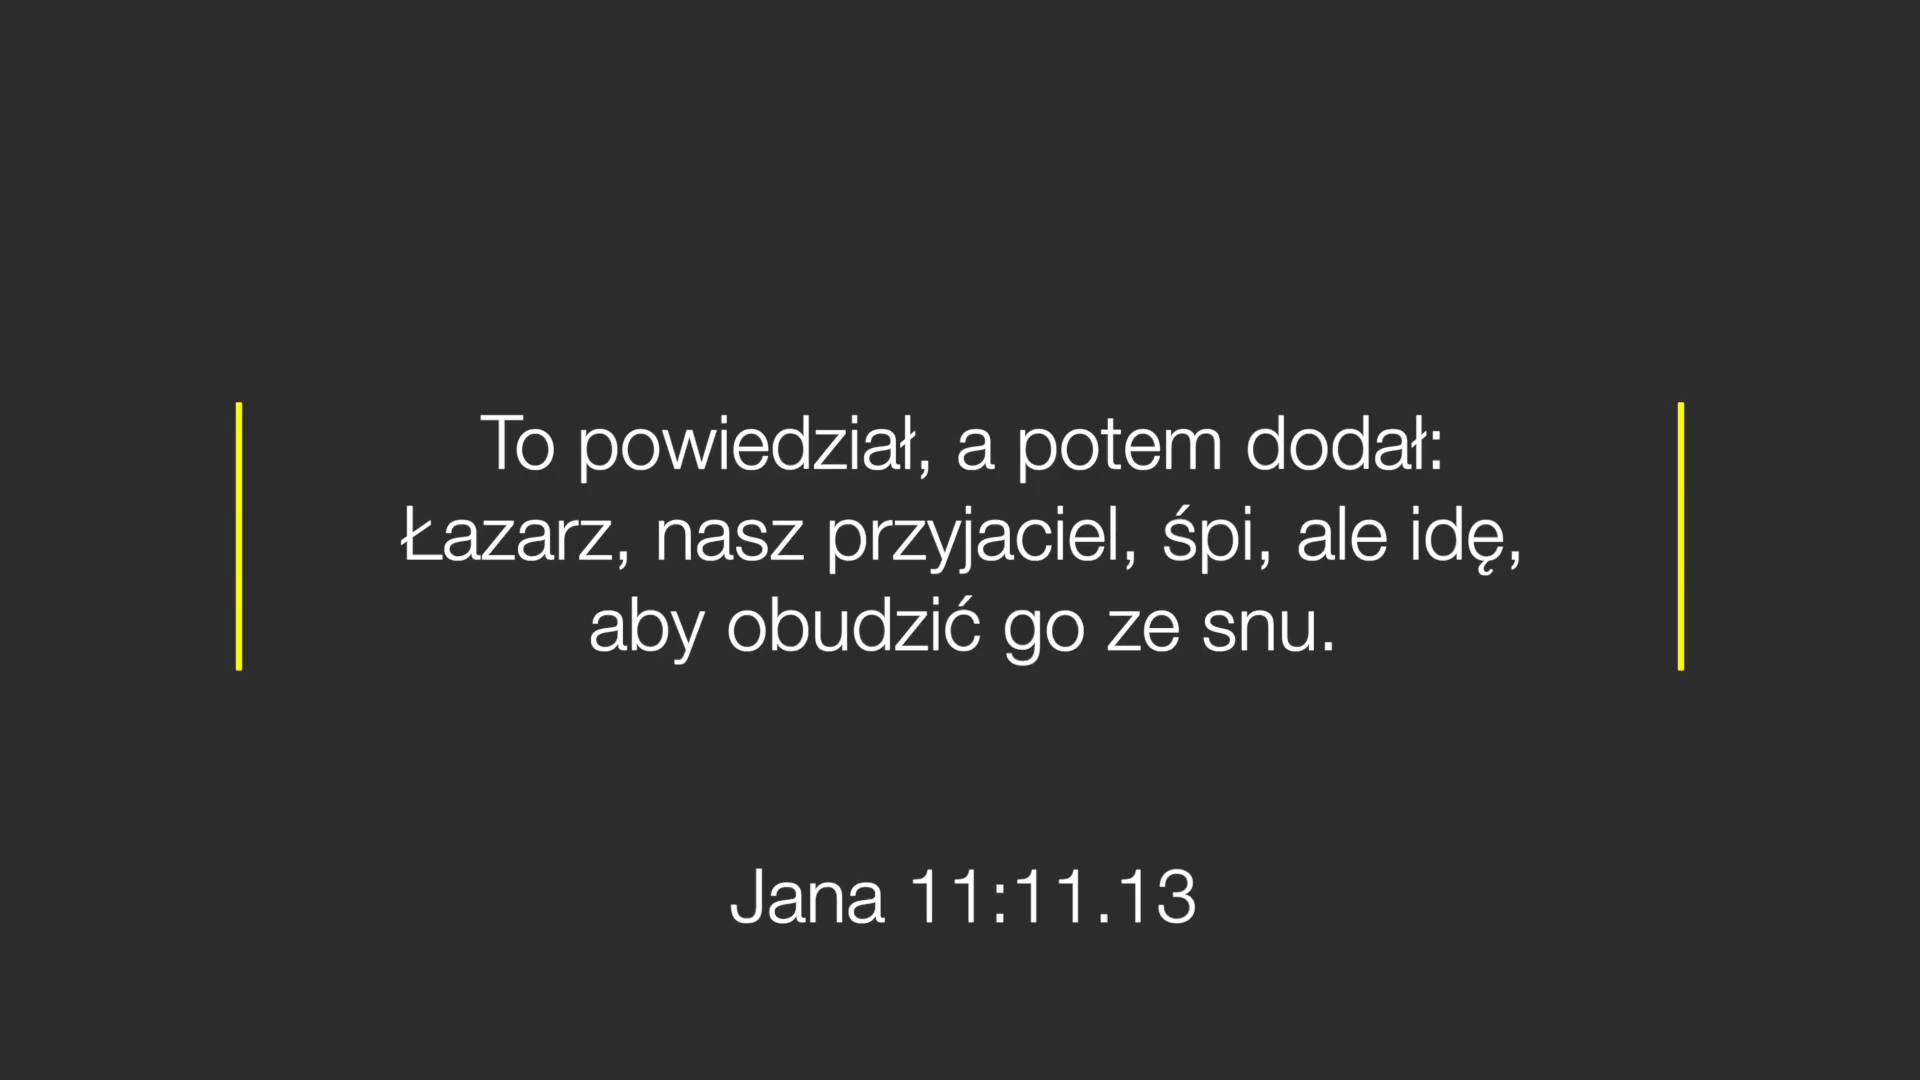 To powiedział, a potem dodał:
Łazarz, nasz przyjaciel, śpi, ale idę,
aby obudzić go ze snu.
Jana 11:11.13